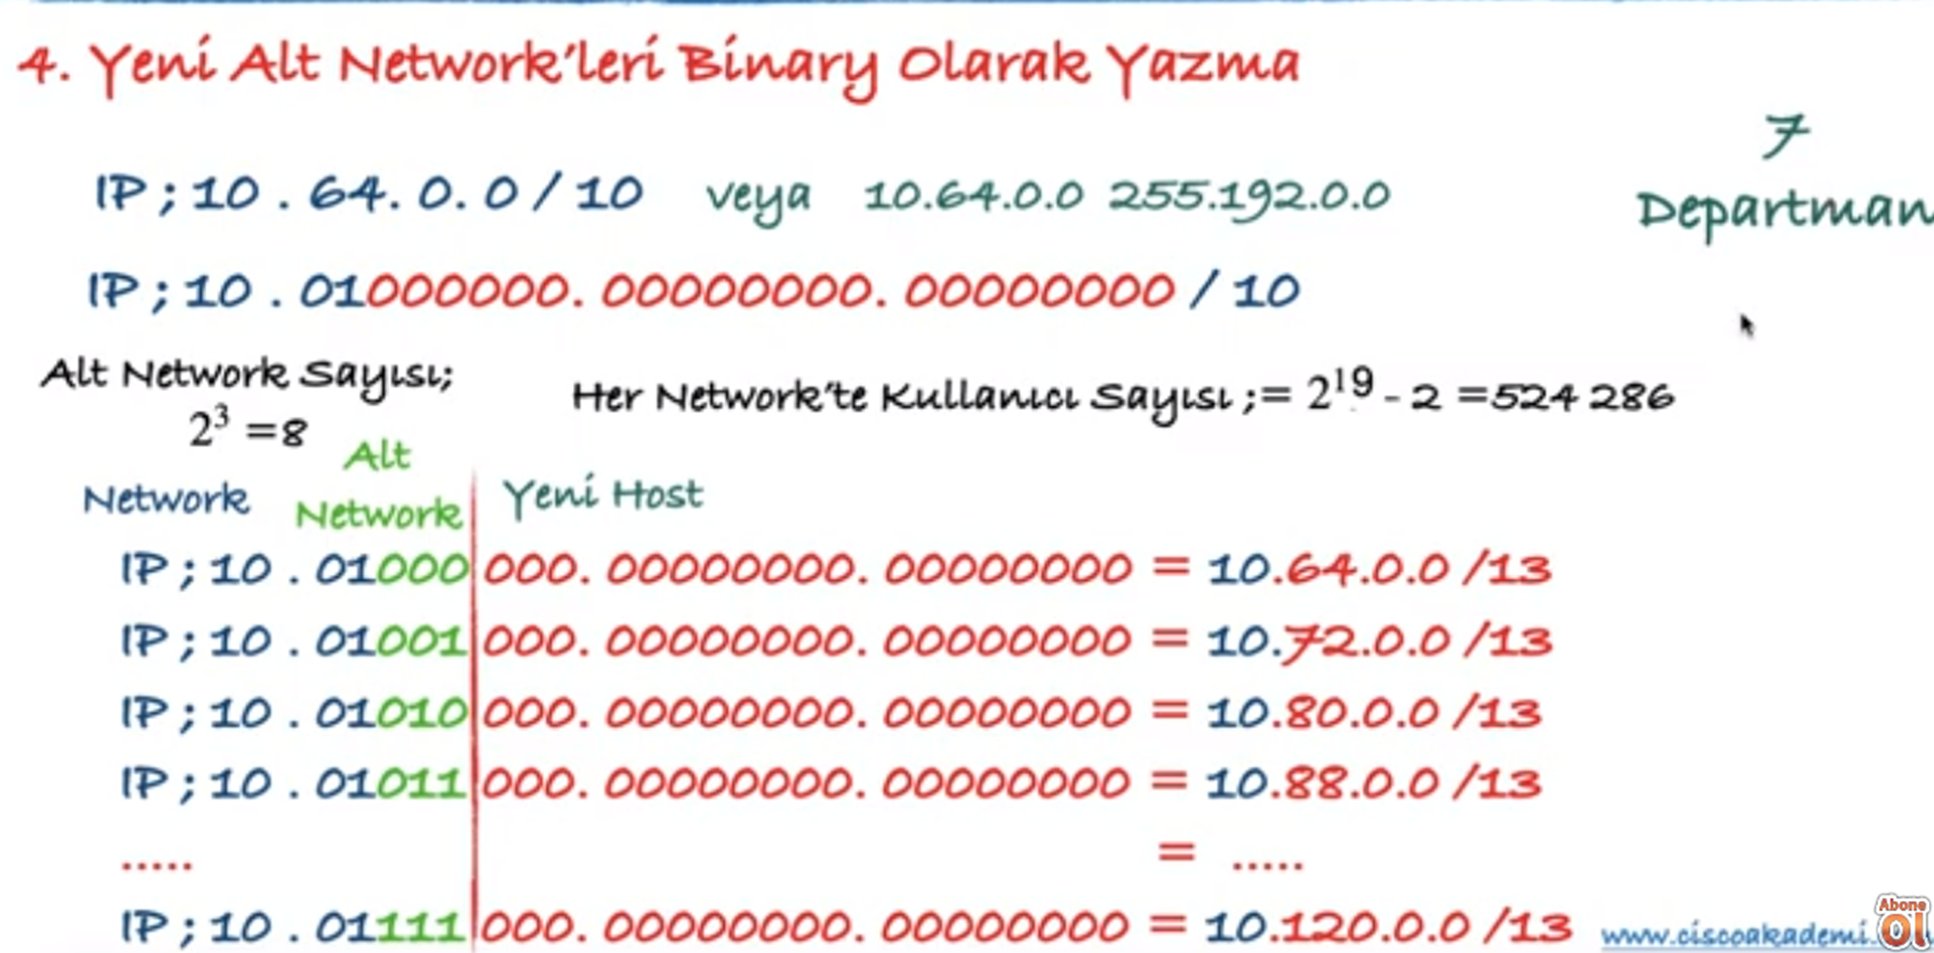 4. Yeni Alt Network'leri Binary Olarak Yazma
7
Departman
IP ; 10 . 64. 0. 0 / 10 veya 10.64.0.0 255.192.0.0
IP ; 10 . 01000000. 00000000. 00000000 / 10
Alt Network Sayısı;
2³ =8
Her Network'te Kullanıcı Sayısı ;= 2¹⁹ - 2 =524 286
Network
Alt
Network
Yeni Host
IP ; 10 . 01000 000. 00000000. 00000000 = 10.64.0.0 /13
IP ; 10 . 01001 000. 00000000. 00000000 = 10.72.0.0 /13
IP ; 10 . 01010 000. 00000000. 00000000 = 10.80.0.0 /13
IP ; 10 . 01011 000. 00000000. 00000000 = 10.88.0.0 /13
..... = .....
IP ; 10 . 01111 000. 00000000. 00000000 = 10.120.0.0 /13
www.ciscoakademi.
Abone
Ol